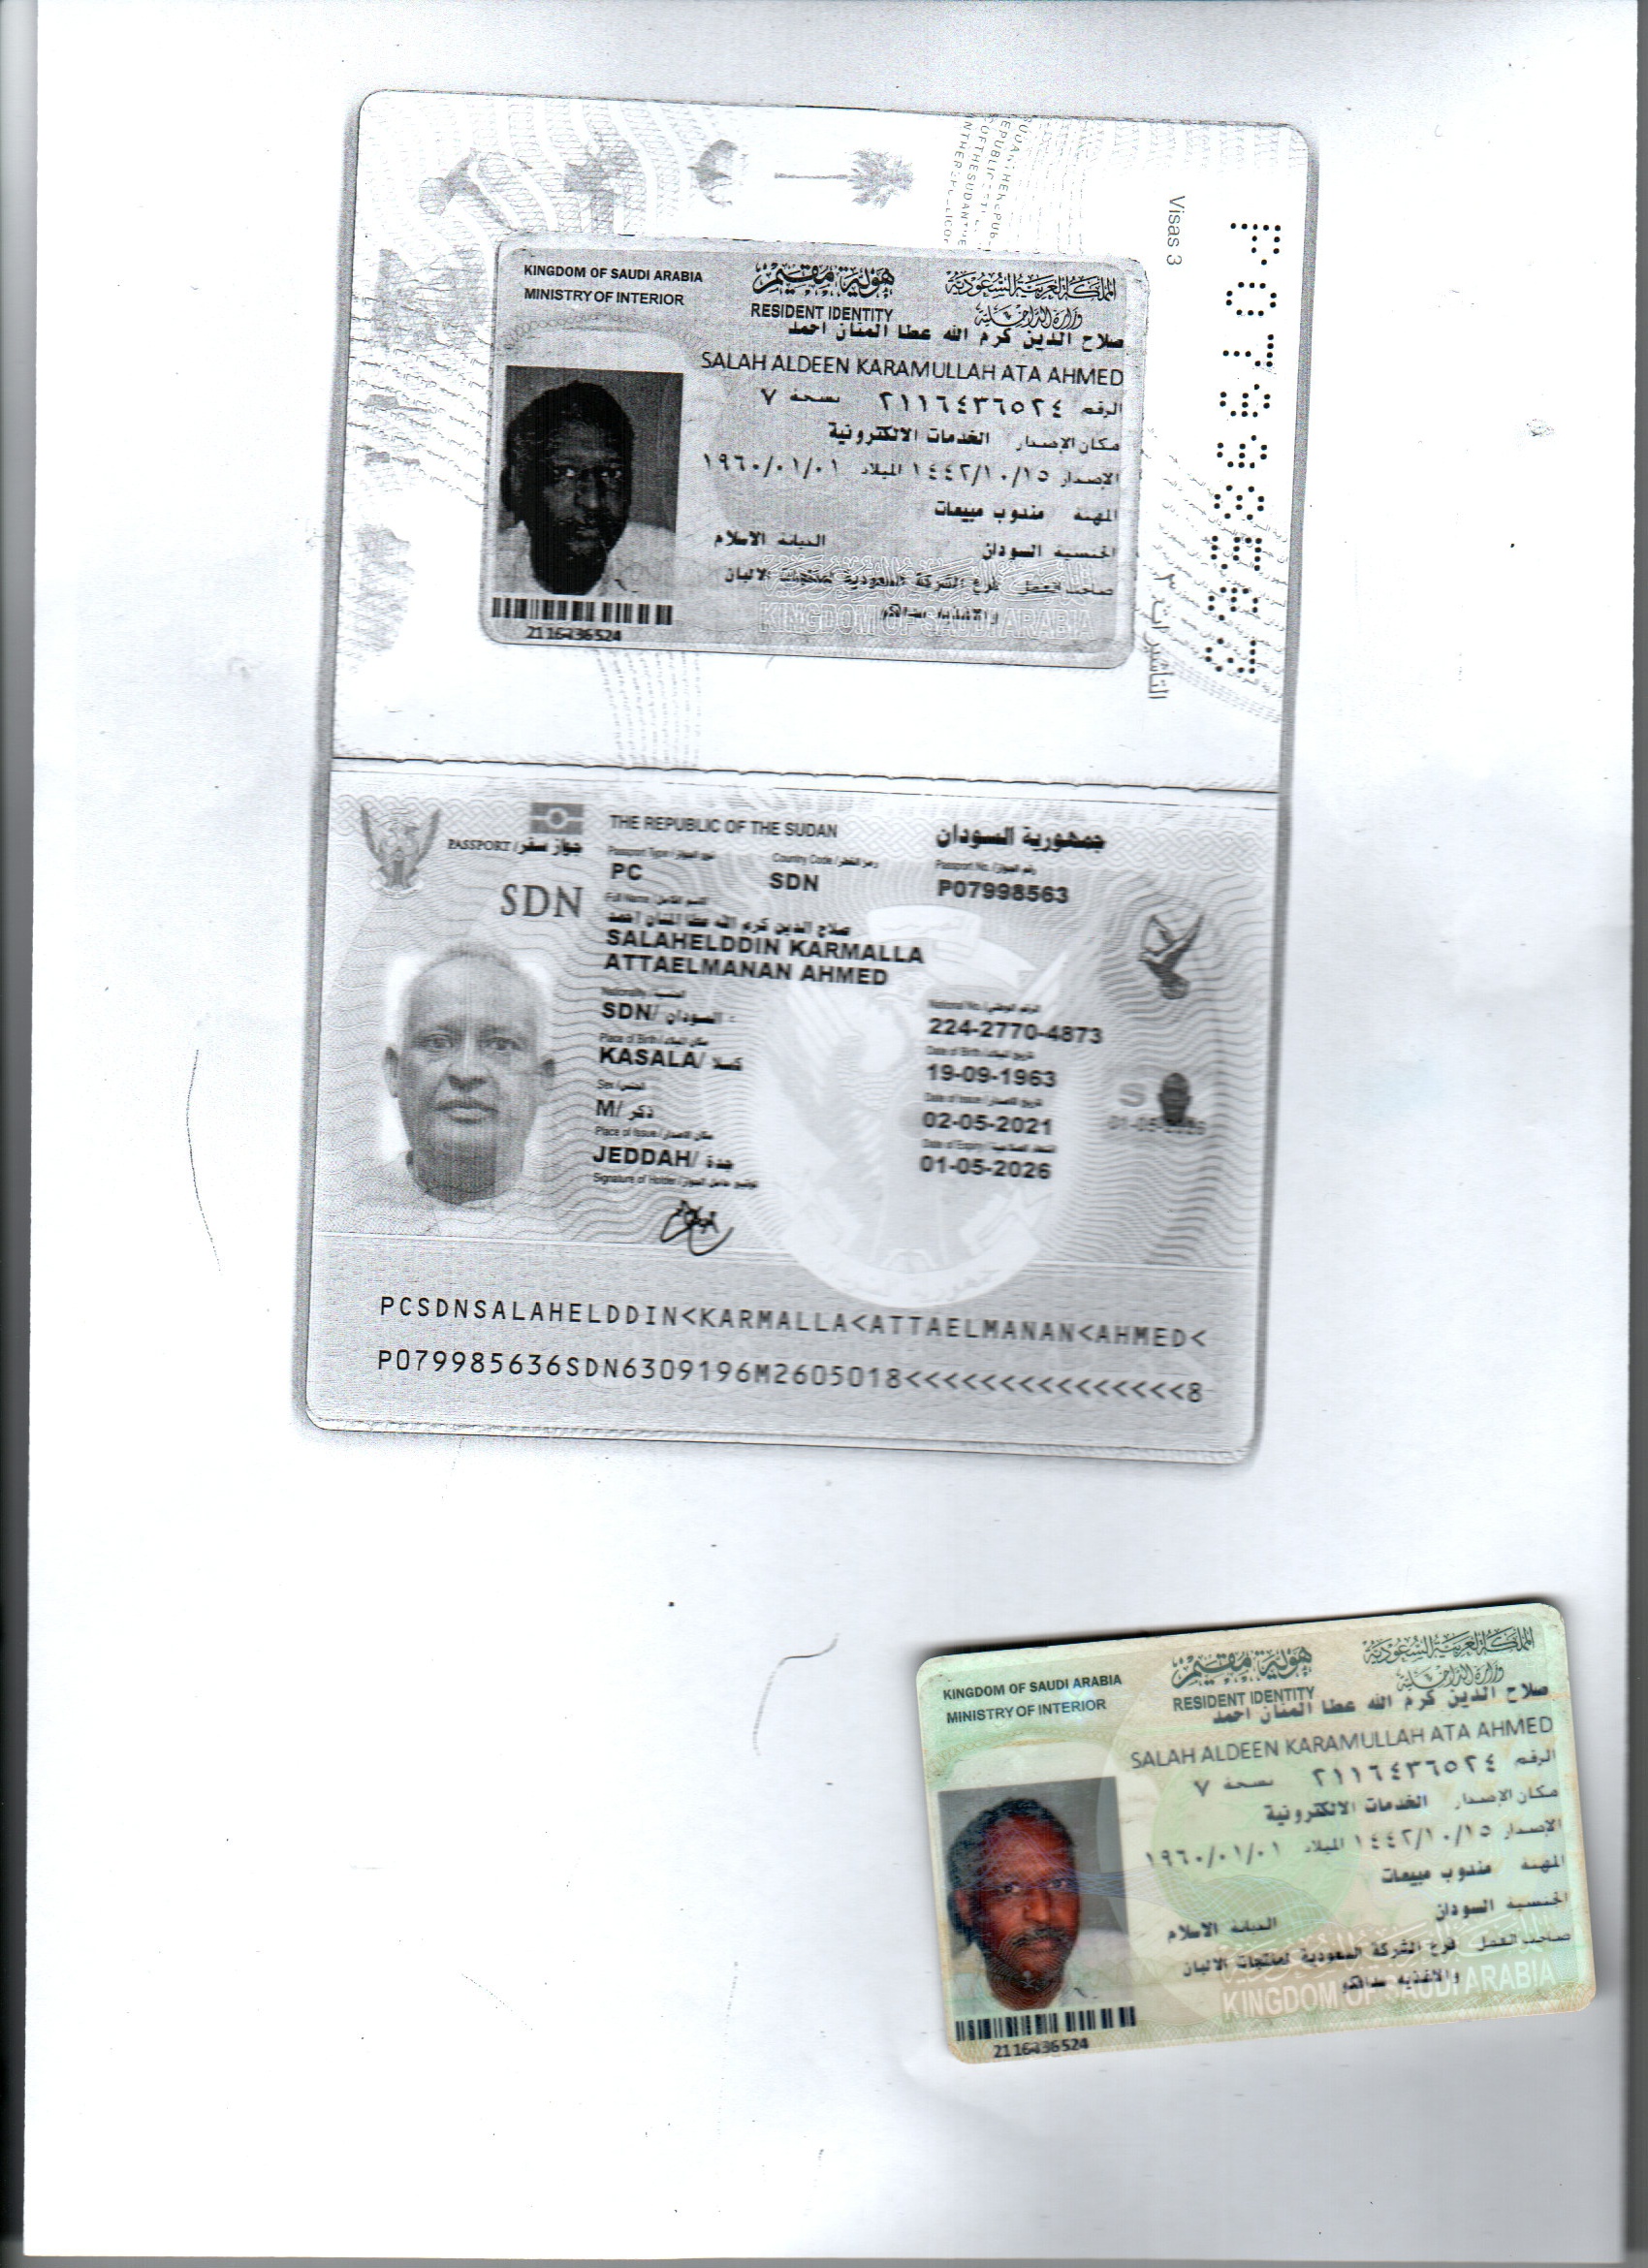 Visas 3
P07998563
التأشيرات ٣
KINGDOM OF SAUDI ARABIA
MINISTRY OF INTERIOR
هوية مقيم
RESIDENT IDENTITY
المملكة العربية السعودية
وزارة الداخلية
صلاح الدين كرم الله عطا المنان احمد
SALAH ALDEEN KARAMULLAH ATA AHMED
الرقم ٢١١٦٤٣٦٥٢٤ نسخة ٧
مكان الإصدار الخدمات الالكترونية
الإصدار ١٤٤٢/١٠/١٥ الميلاد ١٩٦٠/٠١/٠١
المهنة مندوب مبيعات
الجنسية السودان الديانة الاسلام
صاحب العمل فرع الشركة السعودية لمنتجات الالبان
والاغذيه سدافكو
KINGDOM OF SAUDI ARABIA
2116436524
PASSPORT / جواز سفر
THE REPUBLIC OF THE SUDAN
جمهورية السودان
SDN
Passport Type / نوع الجواز
PC
Country Code / رمز القطر
SDN
Passport No. / رقم الجواز
P07998563
Full Name / الاسم الكامل
صلاح الدين كرم الله عطا المنان احمد
SALAHELDDIN KARMALLA
ATTAELMANAN AHMED
Nationality / الجنسية
SDN/ السودان
National No. / الرقم الوطني
224-2770-4873
Place of Birth / مكان الميلاد
KASALA/ كسلا
Date of Birth / تاريخ الميلاد
19-09-1963
Sex / الجنس
M/ ذكر
Date of Issue / تاريخ الاصدار
02-05-2021
Place of Issue / مكان الاصدار
JEDDAH/ جدة
Date of Expiry
01-05-2026
S
01-05-2026
Signature of Holder / توقيع حامل الجواز
PCSDNSALAHELDDIN<KARMALLA<ATTAELMANAN<AHMED<
P079985636SDN6309196M2605018<<<<<<<<<<<<<<<8
KINGDOM OF SAUDI ARABIA
MINISTRY OF INTERIOR
هوية مقيم
RESIDENT IDENTITY
المملكة العربية السعودية
وزارة الداخلية
صلاح الدين كرم الله عطا المنان احمد
SALAH ALDEEN KARAMULLAH ATA AHMED
الرقم ٢١١٦٤٣٦٥٢٤ نسخة ٧
مكان الإصدار الخدمات الالكترونية
الإصدار ١٤٤٢/١٠/١٥ الميلاد ١٩٦٠/٠١/٠١
المهنة مندوب مبيعات
الجنسية السودان الديانة الاسلام
صاحب العمل فرع الشركة السعودية لمنتجات الالبان
والاغذيه سدافكو
KINGDOM OF SAUDI ARABIA
2116436524